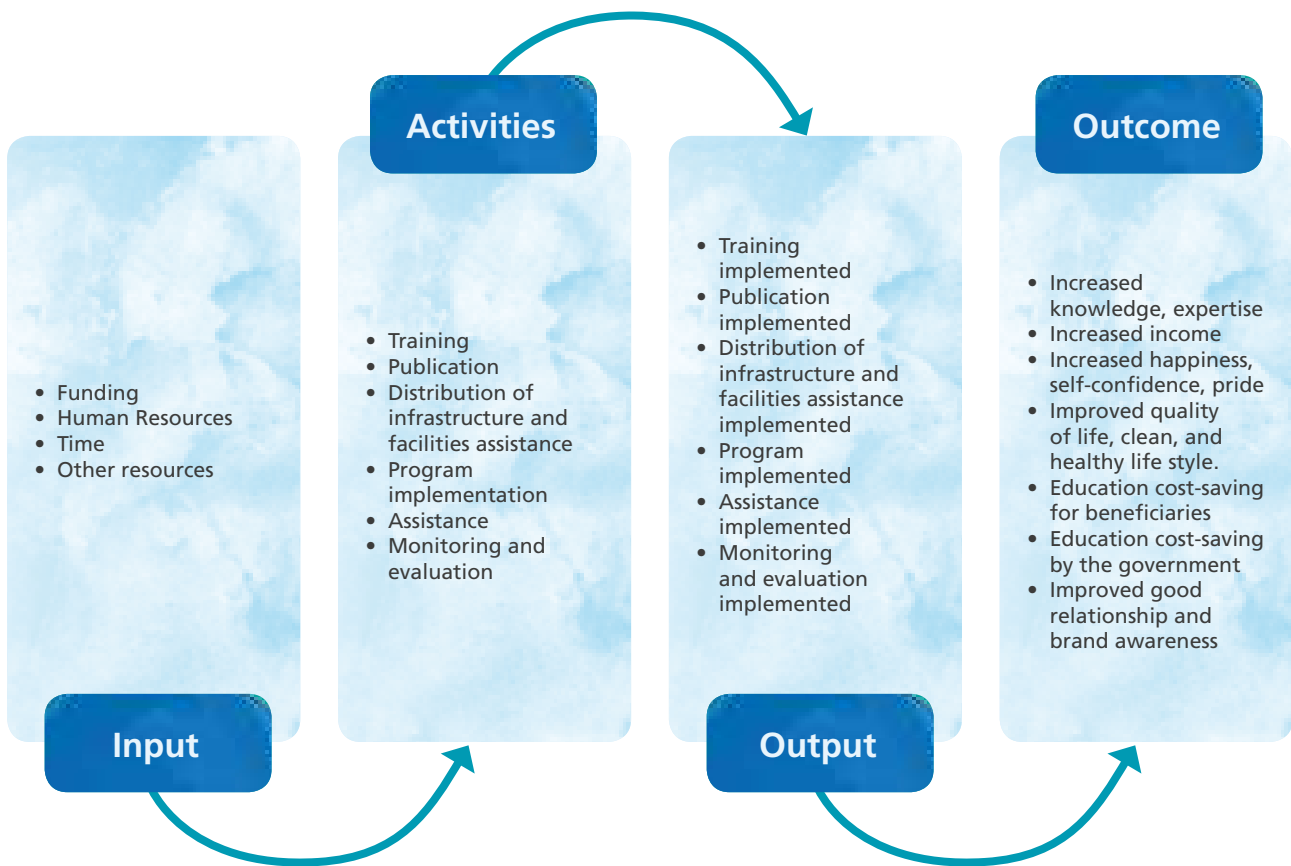 Input
• Funding
• Human Resources
• Time
• Other resources
Activities
• Training
• Publication
• Distribution of
infrastructure and
facilities assistance
• Program
implementation
• Assistance
• Monitoring and
evaluation
Output
• Training
implemented
• Publication
implemented
• Distribution of
infrastructure and
facilities assistance
implemented
• Program
implemented
• Assistance
implemented
• Monitoring
and evaluation
implemented
Outcome
• Increased
knowledge, expertise
• Increased income
• Increased happiness,
self-confidence, pride
• Improved quality
of life, clean, and
healthy life style.
• Education cost-saving
for beneficiaries
• Education cost-saving
by the government
• Improved good
relationship and
brand awareness